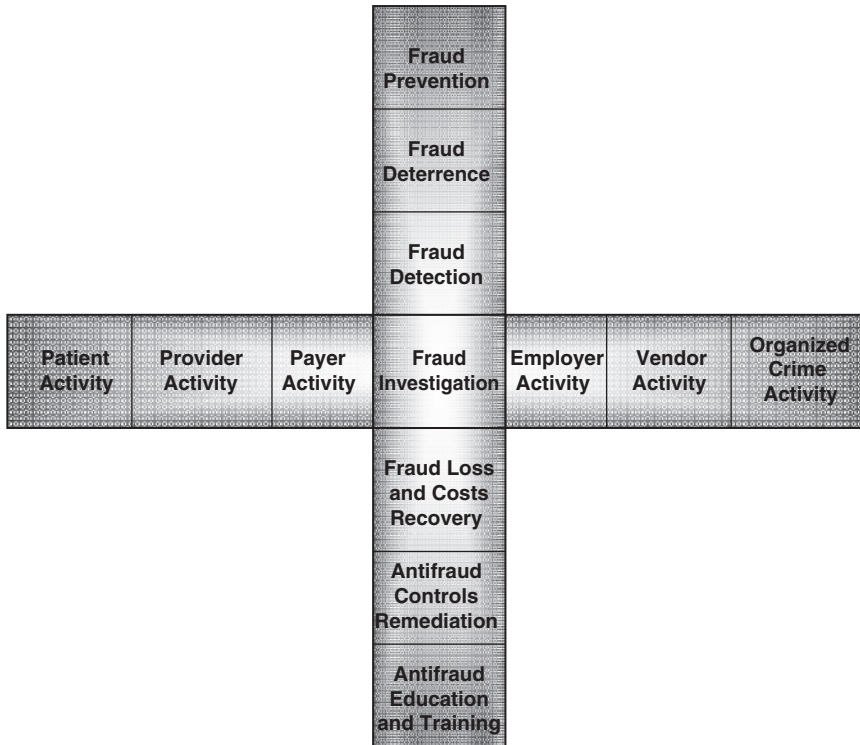 Fraud
Prevention
Fraud
Deterrence
Fraud
Detection
Patient
Activity
Provider
Activity
Payer
Activity
Fraud
Investigation
Employer
Activity
Vendor
Activity
Organized
Crime
Activity
Fraud Loss
and Costs
Recovery
Antifraud
Controls
Remediation
Antifraud
Education
and Training